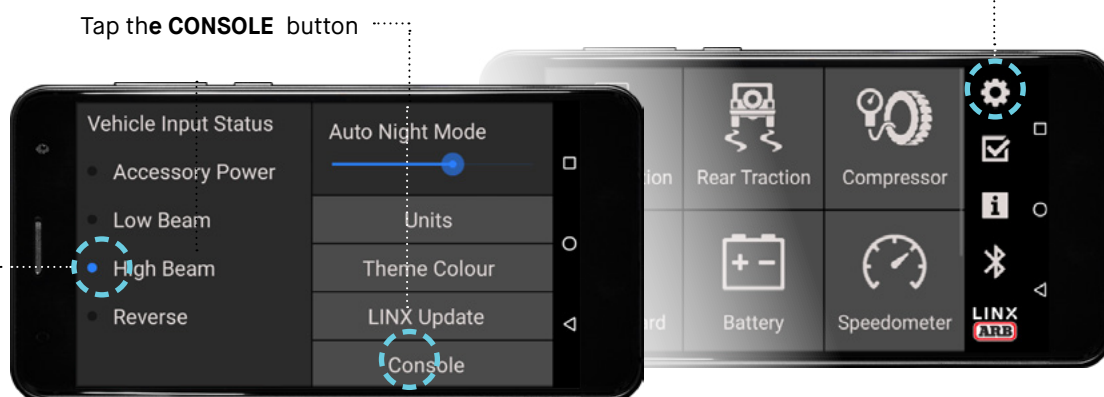 Tap the CONSOLE button
Vehicle Input Status
Accessory Power
Low Beam
High Beam
Reverse
Auto Night Mode
Units
Theme Colour
LINX Update
Console
Rear Traction
Compressor
Battery
Speedometer
LINX
ARB